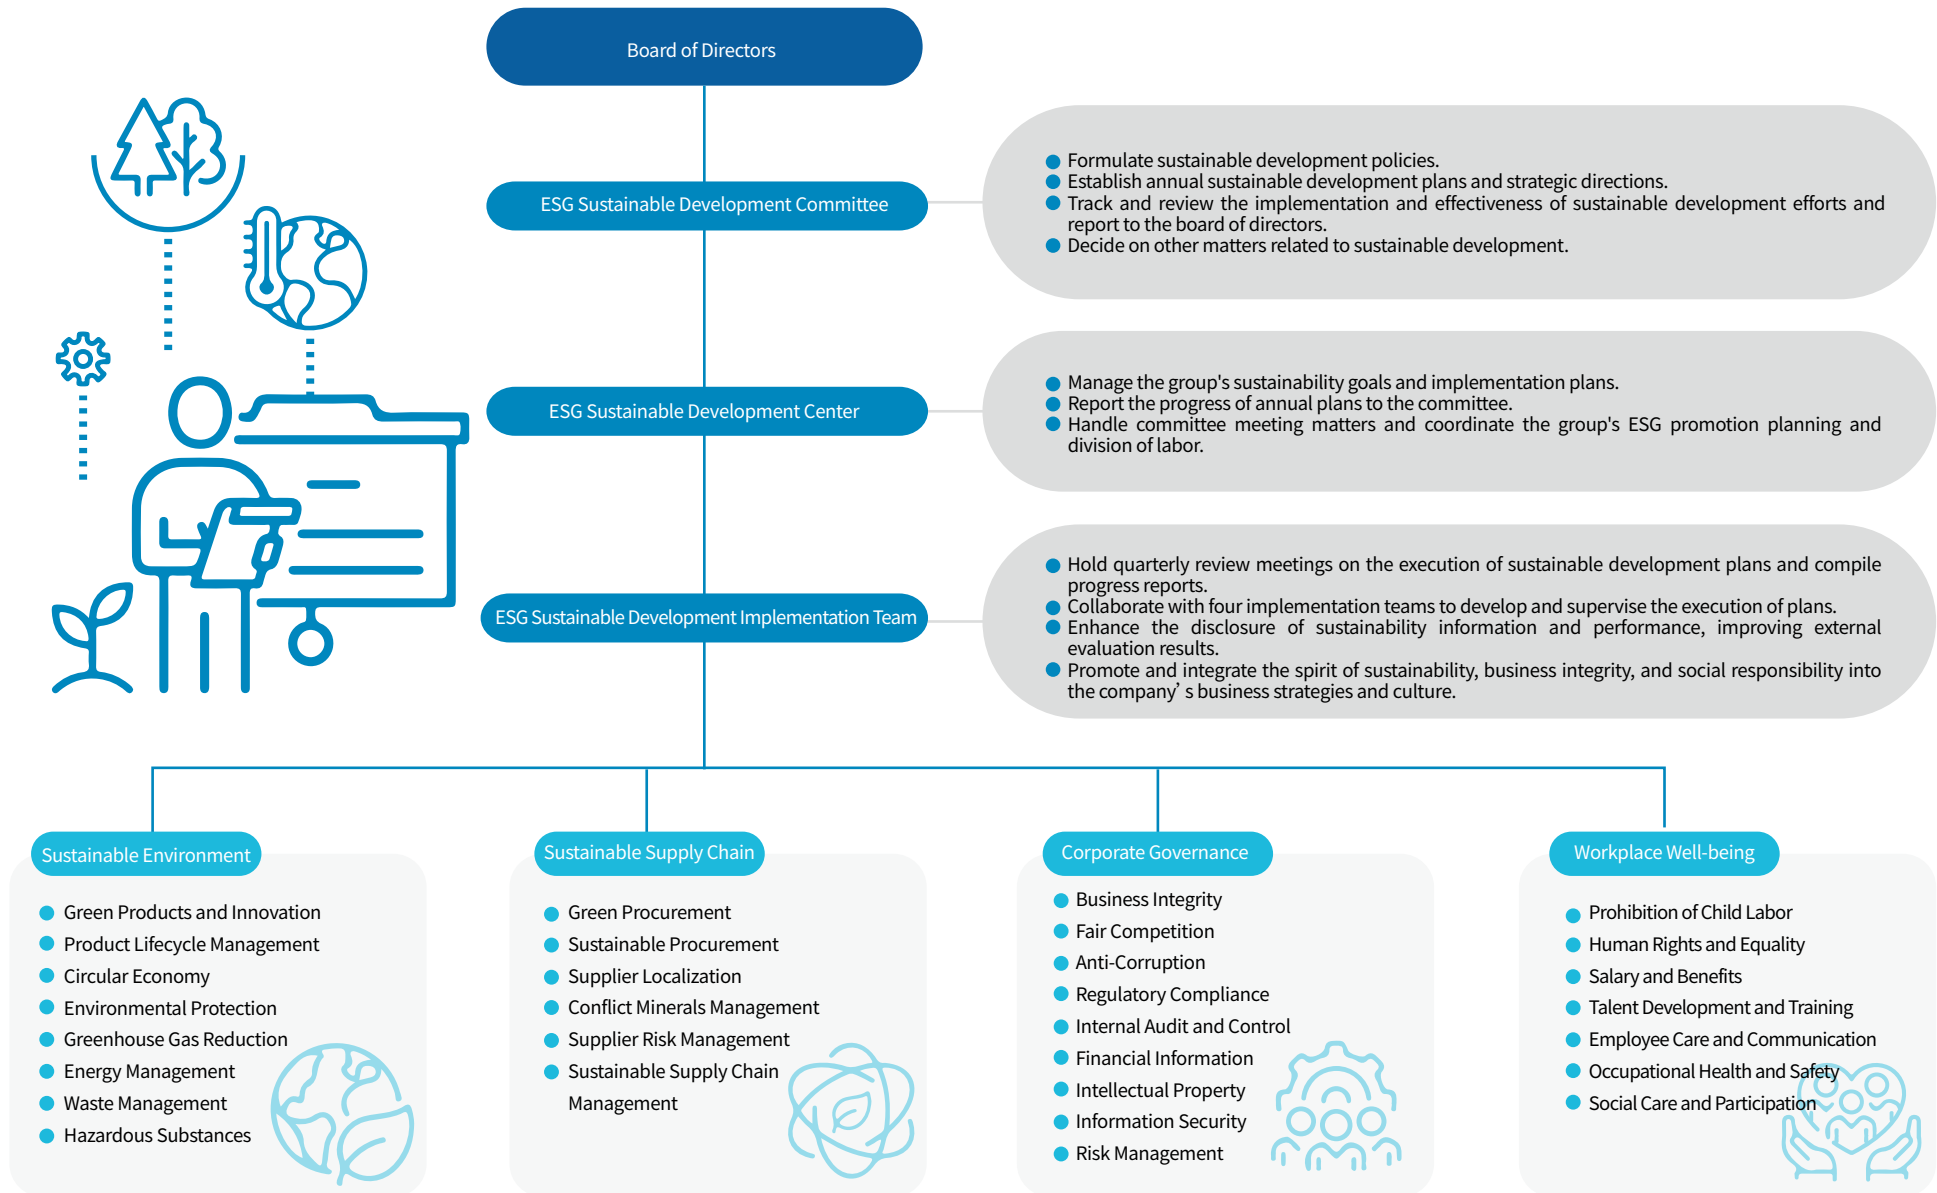 Board of Directors
ESG Sustainable Development Committee
Formulate sustainable development policies.
Establish annual sustainable development plans and strategic directions.
Track and review the implementation and effectiveness of sustainable development efforts and
report to the board of directors.
Decide on other matters related to sustainable development.
ESG Sustainable Development Center
Manage the group's sustainability goals and implementation plans.
Report the progress of annual plans to the committee.
Handle committee meeting matters and coordinate the group's ESG promotion planning and
division of labor.
ESG Sustainable Development Implementation Team
Hold quarterly review meetings on the execution of sustainable development plans and compile
progress reports.
Collaborate with four implementation teams to develop and supervise the execution of plans.
Enhance the disclosure of sustainability information and performance, improving external
evaluation results.
Promote and integrate the spirit of sustainability, business integrity, and social responsibility into
the company’s business strategies and culture.
Sustainable Environment
Green Products and Innovation
Product Lifecycle Management
Circular Economy
Environmental Protection
Greenhouse Gas Reduction
Energy Management
Waste Management
Hazardous Substances
Sustainable Supply Chain
Green Procurement
Sustainable Procurement
Supplier Localization
Conflict Minerals Management
Supplier Risk Management
Sustainable Supply Chain
Management
Corporate Governance
Business Integrity
Fair Competition
Anti-Corruption
Regulatory Compliance
Internal Audit and Control
Financial Information
Intellectual Property
Information Security
Risk Management
Workplace Well-being
Prohibition of Child Labor
Human Rights and Equality
Salary and Benefits
Talent Development and Training
Employee Care and Communication
Occupational Health and Safety
Social Care and Participation